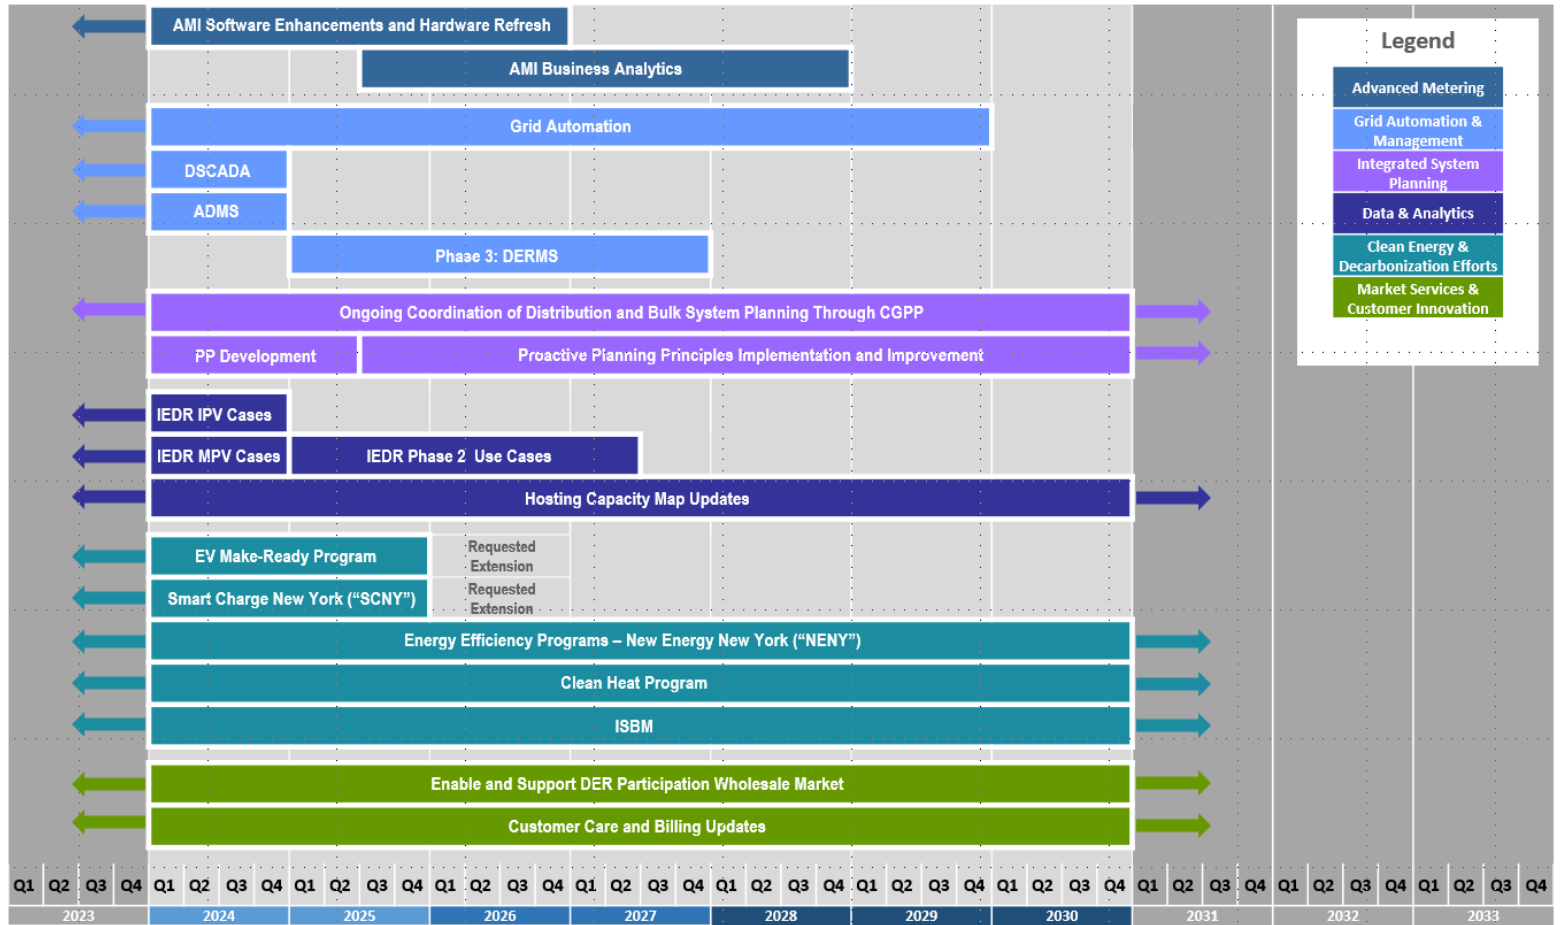 AMI Software Enhancements and Hardware Refresh
AMI Business Analytics
Grid Automation
DSCADA
ADMS
Phase 3: DERMS
Ongoing Coordination of Distribution and Bulk System Planning Through CGPP
PP Development
Proactive Planning Principles Implementation and Improvement
IEDR IPV Cases
IEDR MPV Cases
IEDR Phase 2 Use Cases
Hosting Capacity Map Updates
EV Make-Ready Program
Requested
Extension
Smart Charge New York (“SCNY”)
Requested
Extension
Energy Efficiency Programs – New Energy New York (“NENY”)
Clean Heat Program
ISBM
Enable and Support DER Participation Wholesale Market
Customer Care and Billing Updates
Legend
Advanced Metering
Grid Automation &
Management
Integrated System
Planning
Data & Analytics
Clean Energy &
Decarbonization Efforts
Market Services &
Customer Innovation
Q1 Q2 Q3 Q4 Q1 Q2 Q3 Q4 Q1 Q2 Q3 Q4 Q1 Q2 Q3 Q4 Q1 Q2 Q3 Q4 Q1 Q2 Q3 Q4 Q1 Q2 Q3 Q4 Q1 Q2 Q3 Q4 Q1 Q2 Q3 Q4 Q1 Q2 Q3 Q4 Q1 Q2 Q3 Q4
2023 2024 2025 2026 2027 2028 2029 2030 2031 2032 2033